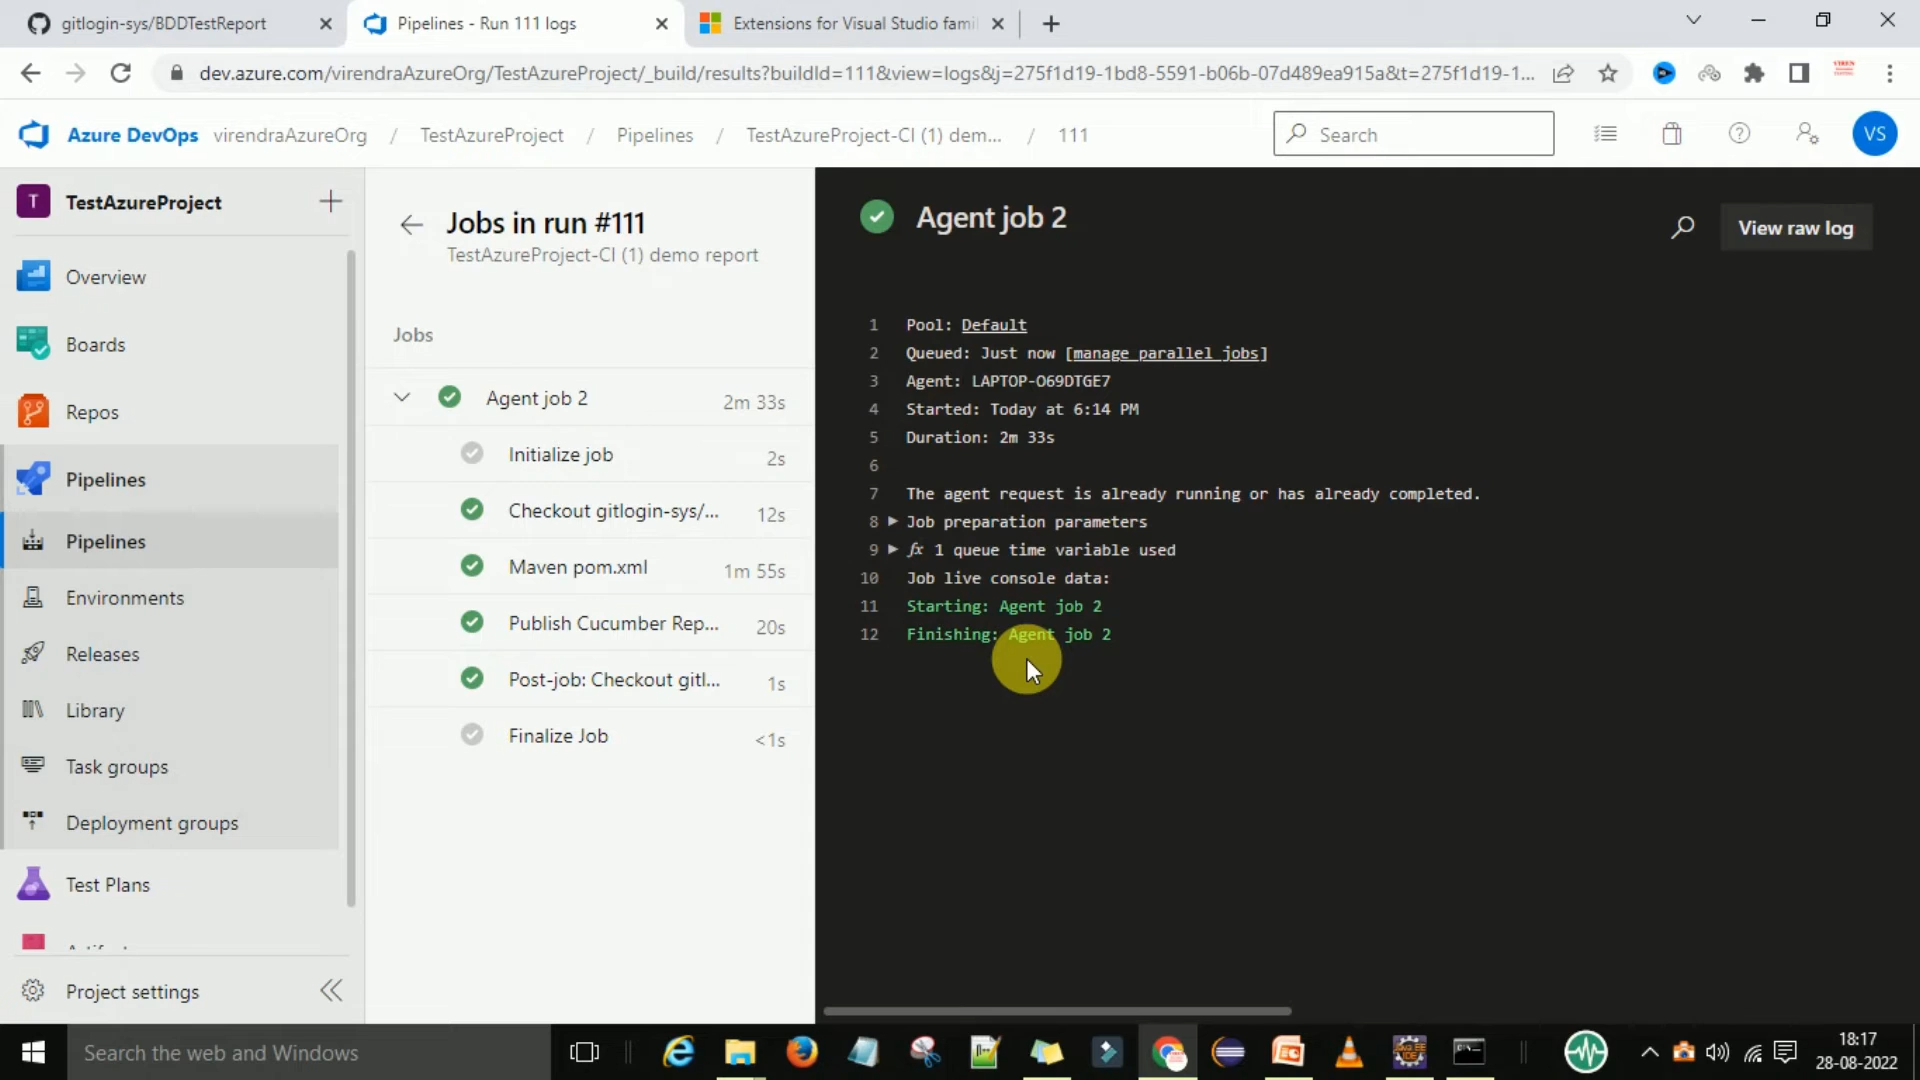 gitlogin-sys/BDDTestReport
Pipelines - Run 111 logs
Extensions for Visual Studio fami
dev.azure.com/virendraAzureOrg/TestAzureProject/_build/results?buildId=111&view=logs&j=275f1d19-1bd8-5591-b06b-07d489ea915a&t=275f1d19-1...
Azure DevOps virendraAzureOrg / TestAzureProject / Pipelines / TestAzureProject-CI (1) dem... / 111
Search
VS
T TestAzureProject
Overview
Boards
Repos
Pipelines
Pipelines
Environments
Releases
Library
Task groups
Deployment groups
Test Plans
Project settings
Jobs in run #111
TestAzureProject-CI (1) demo report
Jobs
Agent job 2 2m 33s
Initialize job 2s
Checkout gitlogin-sys/... 12s
Maven pom.xml 1m 55s
Publish Cucumber Rep... 20s
Post-job: Checkout gitl... 1s
Finalize Job <1s
Agent job 2
View raw log
1 Pool: Default
2 Queued: Just now [manage parallel jobs]
3 Agent: LAPTOP-O69DTGE7
4 Started: Today at 6:14 PM
5 Duration: 2m 33s
6
7 The agent request is already running or has already completed.
8 Job preparation parameters
9 fx 1 queue time variable used
10 Job live console data:
11 Starting: Agent job 2
12 Finishing: Agent job 2
Search the web and Windows
18:17
28-08-2022